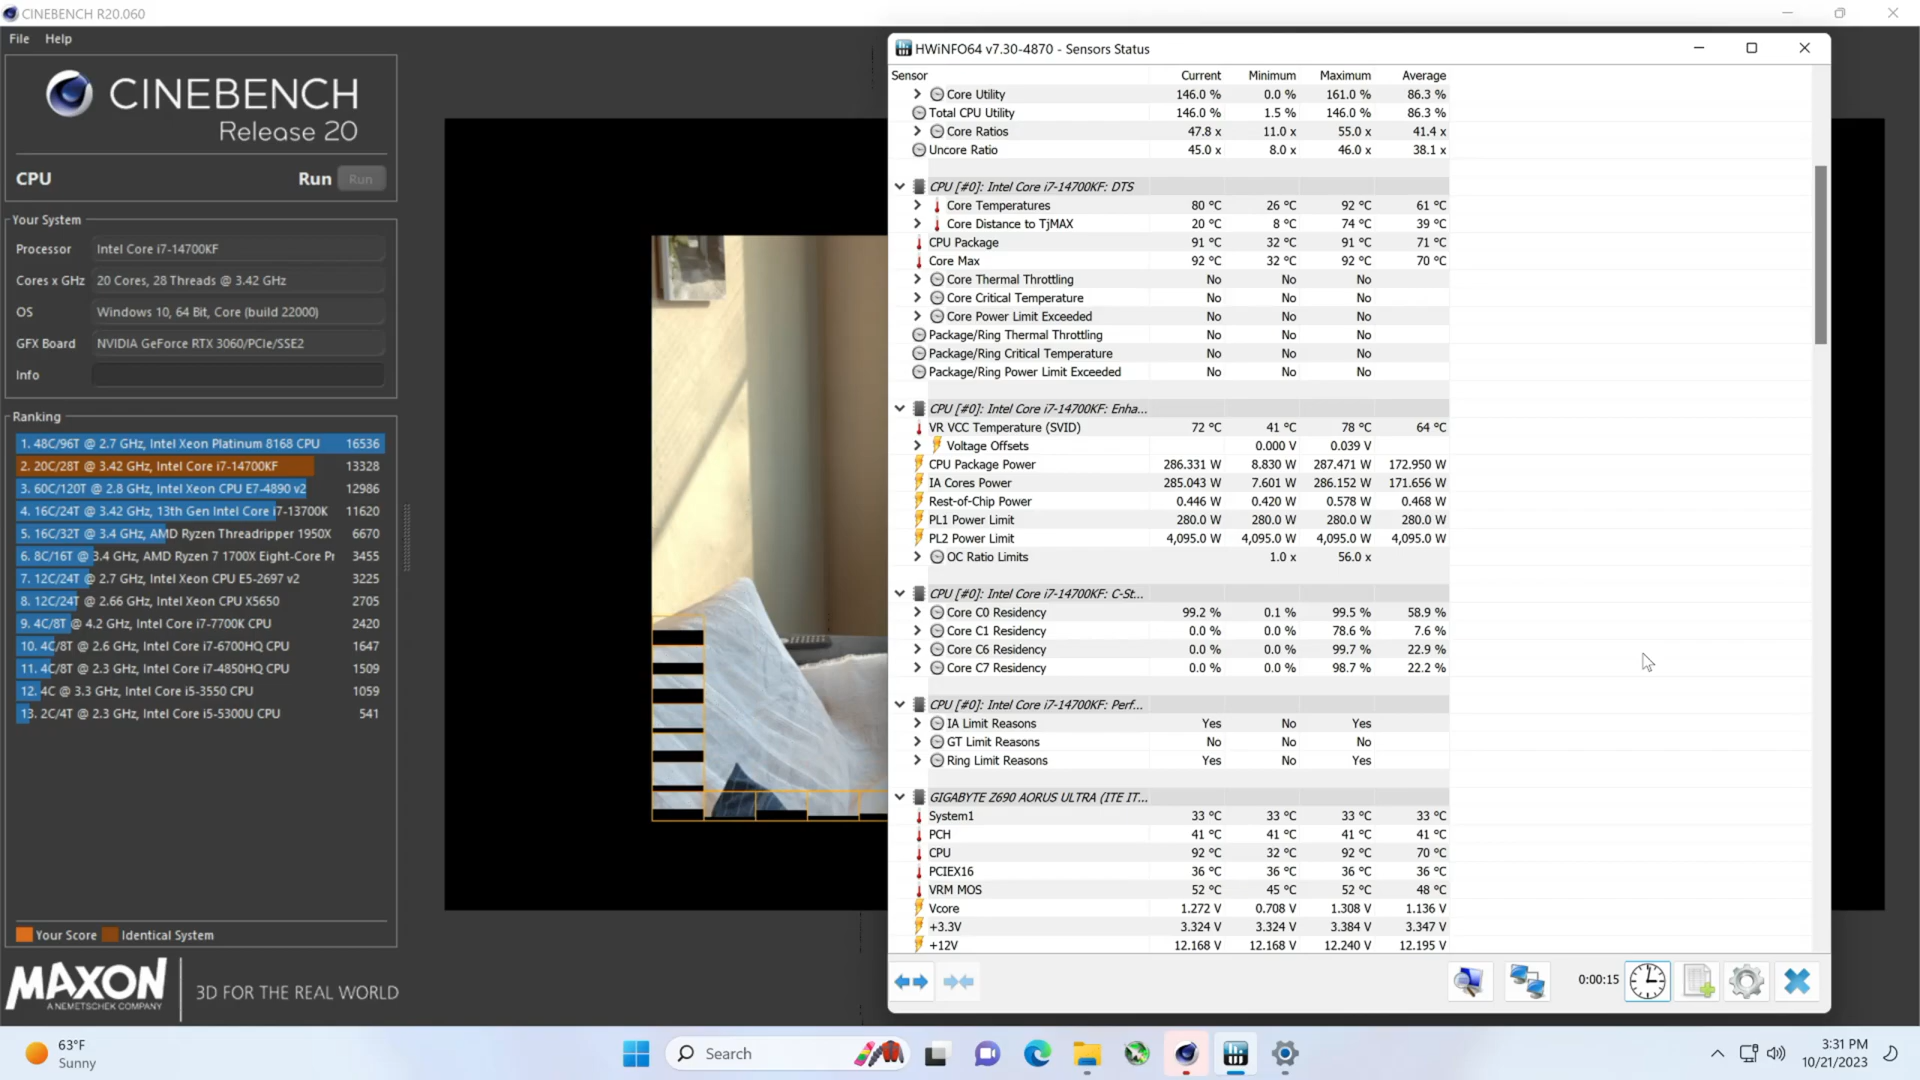 CINEBENCH R20.060
File Help
CINEBENCH
Release 20
CPU Run Run
Your System
Processor Intel Core i7-14700KF
Cores x GHz 20 Cores, 28 Threads @ 3.42 GHz
OS Windows 10, 64 Bit, Core (build 22000)
GFX Board NVIDIA GeForce RTX 3060/PCIe/SSE2
Info
Ranking
1. 48C/96T @ 2.7 GHz, Intel Xeon Platinum 8168 CPU 16536
2. 20C/28T @ 3.42 GHz, Intel Core i7-14700KF 13328
3. 60C/120T @ 2.8 GHz, Intel Xeon CPU E7-4890 v2 12986
4. 16C/24T @ 3.42 GHz, 13th Gen Intel Core i7-13700K 11620
5. 16C/32T @ 3.4 GHz, AMD Ryzen Threadripper 1950X 6670
6. 8C/16T @ 3.4 GHz, AMD Ryzen 7 1700X Eight-Core Pr 3455
7. 12C/24T @ 2.7 GHz, Intel Xeon CPU E5-2697 v2 3225
8. 12C/24T @ 2.66 GHz, Intel Xeon CPU X5650 2705
9. 4C/8T @ 4.2 GHz, Intel Core i7-7700K CPU 2420
10. 4C/8T @ 2.6 GHz, Intel Core i7-6700HQ CPU 1647
11. 4C/8T @ 2.3 GHz, Intel Core i7-4850HQ CPU 1509
12. 4C @ 3.3 GHz, Intel Core i5-3550 CPU 1059
13. 2C/4T @ 2.3 GHz, Intel Core i5-5300U CPU 541
Your Score Identical System
MAXON
A NEMETSCHEK COMPANY
3D FOR THE REAL WORLD
HWiNFO64 v7.30-4870 - Sensors Status
Sensor Current Minimum Maximum Average
Core Utility 146.0 % 0.0 % 161.0 % 86.3 %
Total CPU Utility 146.0 % 1.5 % 146.0 % 86.3 %
Core Ratios 47.8 x 11.0 x 55.0 x 41.4 x
Uncore Ratio 45.0 x 8.0 x 46.0 x 38.1 x
CPU [#0]: Intel Core i7-14700KF: DTS
Core Temperatures 80 °C 26 °C 92 °C 61 °C
Core Distance to TjMAX 20 °C 8 °C 74 °C 39 °C
CPU Package 91 °C 32 °C 91 °C 71 °C
Core Max 92 °C 32 °C 92 °C 70 °C
Core Thermal Throttling No No No
Core Critical Temperature No No No
Core Power Limit Exceeded No No No
Package/Ring Thermal Throttling No No No
Package/Ring Critical Temperature No No No
Package/Ring Power Limit Exceeded No No No
CPU [#0]: Intel Core i7-14700KF: Enha...
VR VCC Temperature (SVID) 72 °C 41 °C 78 °C 64 °C
Voltage Offsets 0.000 V 0.039 V
CPU Package Power 286.331 W 8.830 W 287.471 W 172.950 W
IA Cores Power 285.043 W 7.601 W 286.152 W 171.656 W
Rest-of-Chip Power 0.446 W 0.420 W 0.578 W 0.468 W
PL1 Power Limit 280.0 W 280.0 W 280.0 W 280.0 W
PL2 Power Limit 4,095.0 W 4,095.0 W 4,095.0 W 4,095.0 W
OC Ratio Limits 1.0 x 56.0 x
CPU [#0]: Intel Core i7-14700KF: C-St...
Core C0 Residency 99.2 % 0.1 % 99.5 % 58.9 %
Core C1 Residency 0.0 % 0.0 % 78.6 % 7.6 %
Core C6 Residency 0.0 % 0.0 % 99.7 % 22.9 %
Core C7 Residency 0.0 % 0.0 % 98.7 % 22.2 %
CPU [#0]: Intel Core i7-14700KF: Perf...
IA Limit Reasons Yes No Yes
GT Limit Reasons No No No
Ring Limit Reasons Yes No Yes
GIGABYTE Z690 AORUS ULTRA (ITE IT...
System1 33 °C 33 °C 33 °C 33 °C
PCH 41 °C 41 °C 41 °C 41 °C
CPU 92 °C 32 °C 92 °C 70 °C
PCIEX16 36 °C 36 °C 36 °C 36 °C
VRM MOS 52 °C 45 °C 52 °C 48 °C
Vcore 1.272 V 0.708 V 1.308 V 1.136 V
+3.3V 3.324 V 3.324 V 3.384 V 3.347 V
+12V 12.168 V 12.168 V 12.240 V 12.195 V
0:00:15
63°F
Sunny
Search
3:31 PM
10/21/2023